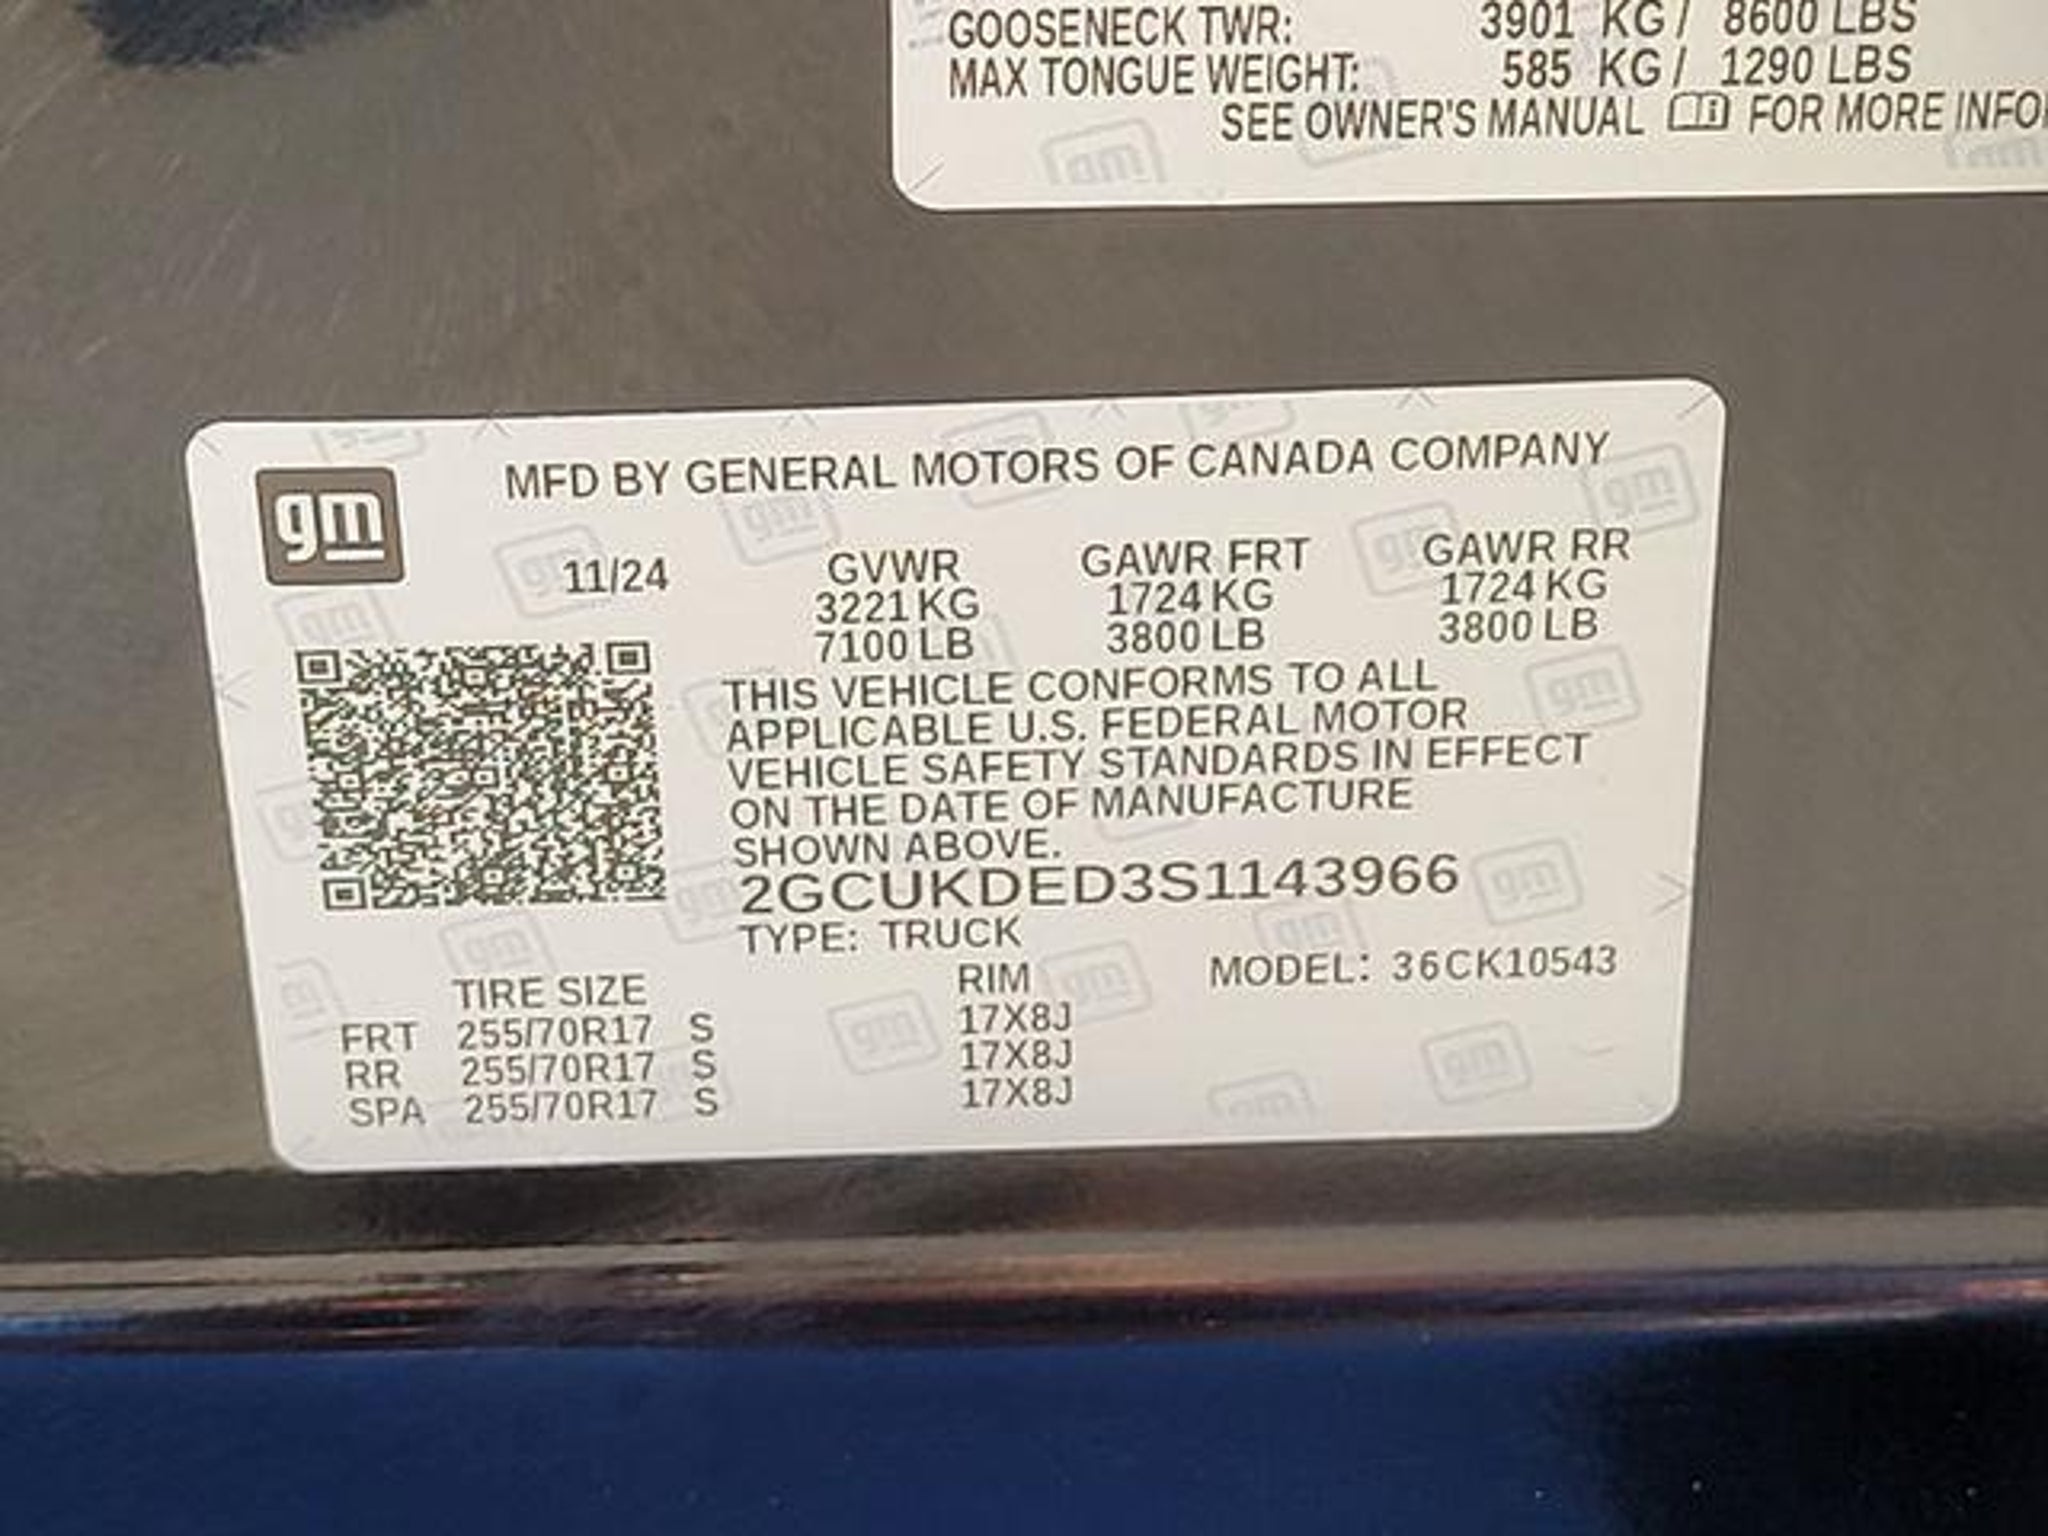 GOOSENECK TWR: 3901 KG / 8600 LBS
MAX TONGUE WEIGHT: 585 KG / 1290 LBS
SEE OWNER'S MANUAL FOR MORE
gm
MFD BY GENERAL MOTORS OF CANADA COMPANY
11/24 GVWR GAWR FRT GAWR RR
3221 KG 1724 KG 1724 KG
7100 LB 3800 LB 3800 LB
THIS VEHICLE CONFORMS TO ALL
APPLICABLE U.S. FEDERAL MOTOR
VEHICLE SAFETY STANDARDS IN EFFECT
ON THE DATE OF MANUFACTURE
SHOWN ABOVE.
2GCUKDED3S1143966
TYPE: TRUCK
MODEL: 36CK10543
TIRE SIZE RIM
FRT 255/70R17 S 17X8J
RR 255/70R17 S 17X8J
SPA 255/70R17 S 17X8J